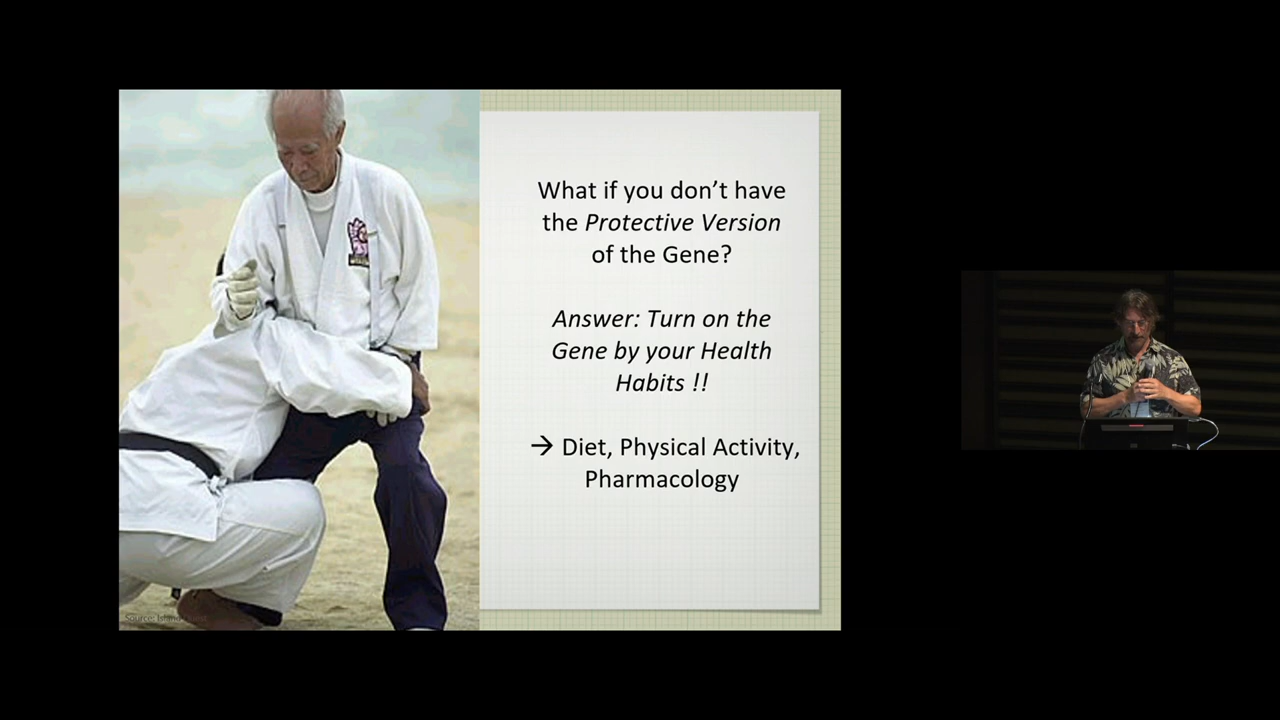 What if you don’t have
the Protective Version
of the Gene?
Answer: Turn on the
Gene by your Health
Habits !!
→ Diet, Physical Activity,
Pharmacology